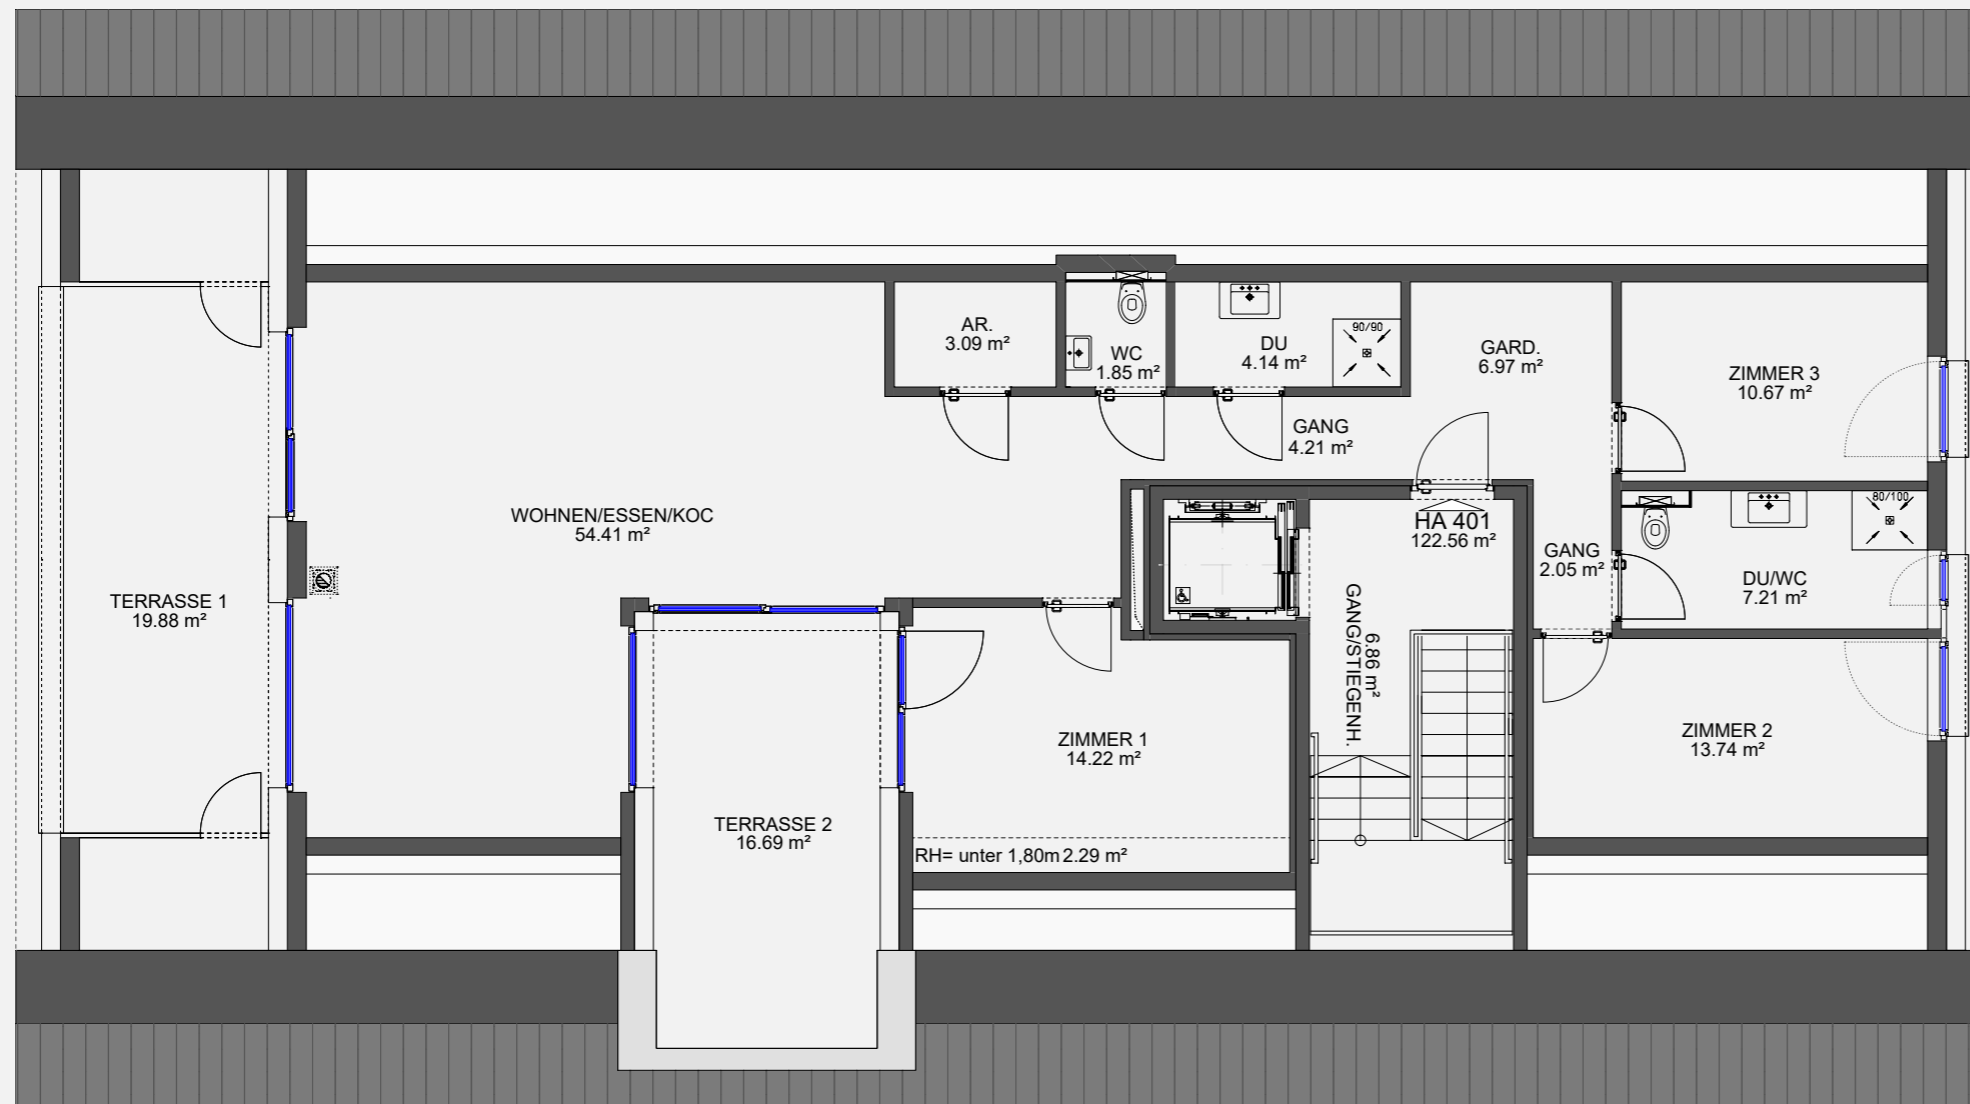 AR.
3.09 m²
WC
1.85 m²
DU
4.14 m²
90/90
GARD.
6.97 m²
ZIMMER 3
10.67 m²
GANG
4.21 m²
WOHNEN/ESSEN/KOC
54.41 m²
HA 401
122.56 m²
80/100
GANG
2.05 m²
DU/WC
7.21 m²
TERRASSE 1
19.88 m²
GANG/STIEGENH.
6.86 m²
ZIMMER 1
14.22 m²
ZIMMER 2
13.74 m²
TERRASSE 2
16.69 m²
RH= unter 1,80m 2.29 m²